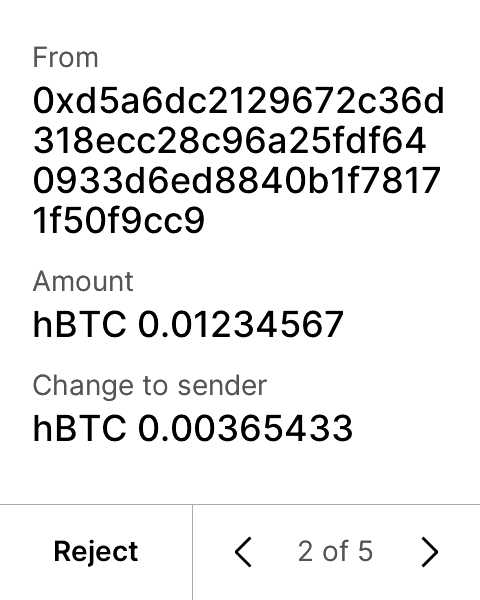 From
0xd5a6dc2129672c36d
318ecc28c96a25fdf64
0933d6ed8840b1f7817
1f50f9cc9
Amount
hBTC 0.01234567
Change to sender
hBTC 0.00365433
Reject
2 of 5